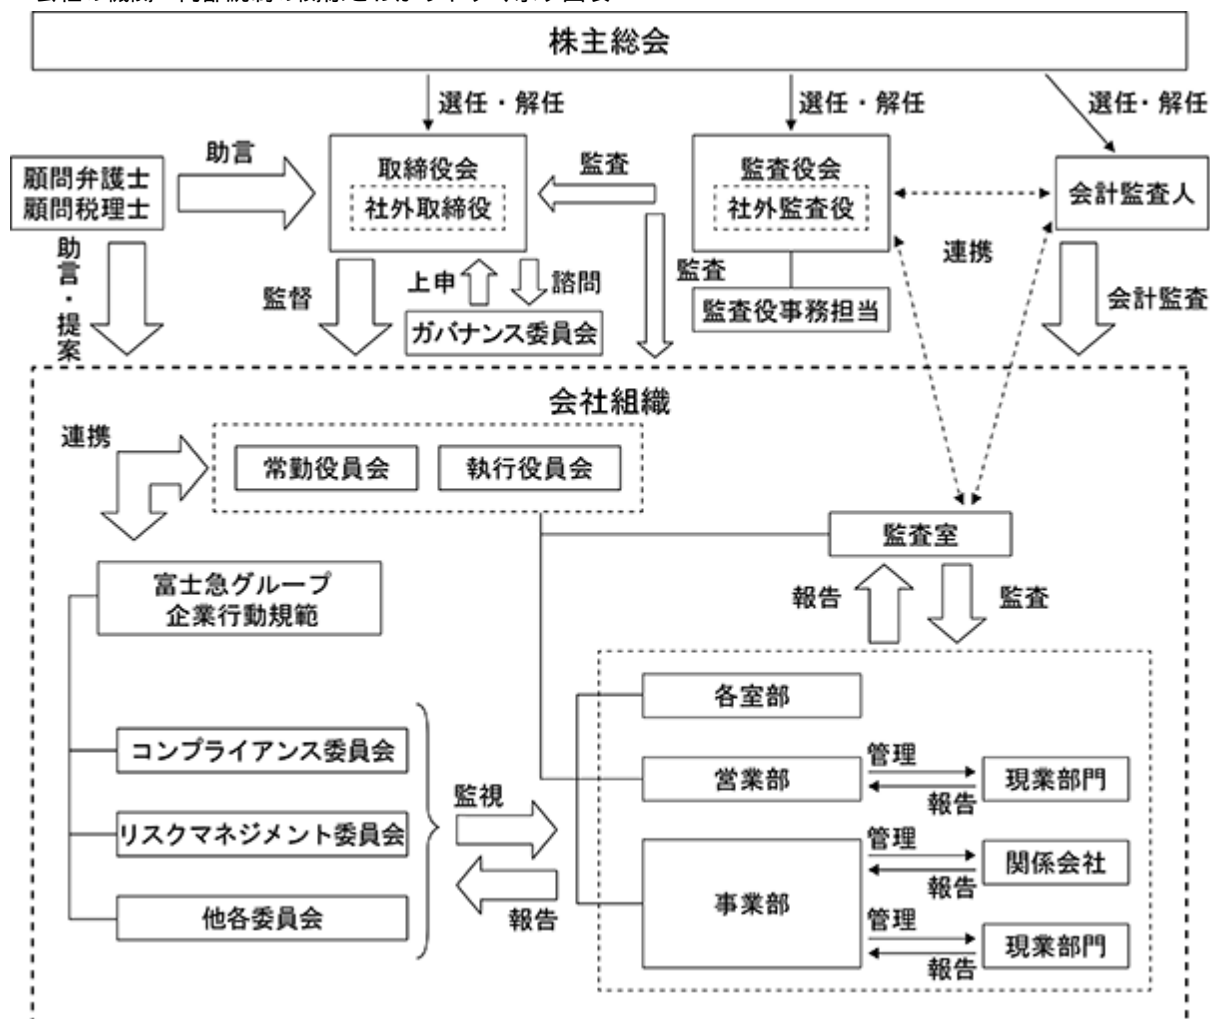 株主総会
選任・解任
選任・解任
選任・解任
顧問弁護士
顧問税理士
助言
取締役会
社外取締役
監査
監査役会
社外監査役
会計監査人
助言・提案
監督
上申
諮問
監査
連携
会計監査
監査役事務担当
ガバナンス委員会
会社組織
連携
常勤役員会
執行役員会
監査室
富士急グループ
企業行動規範
報告
監査
各室部
コンプライアンス委員会
営業部
管理
報告
現業部門
監視
リスクマネジメント委員会
管理
報告
関係会社
事業部
報告
他各委員会
管理
報告
現業部門